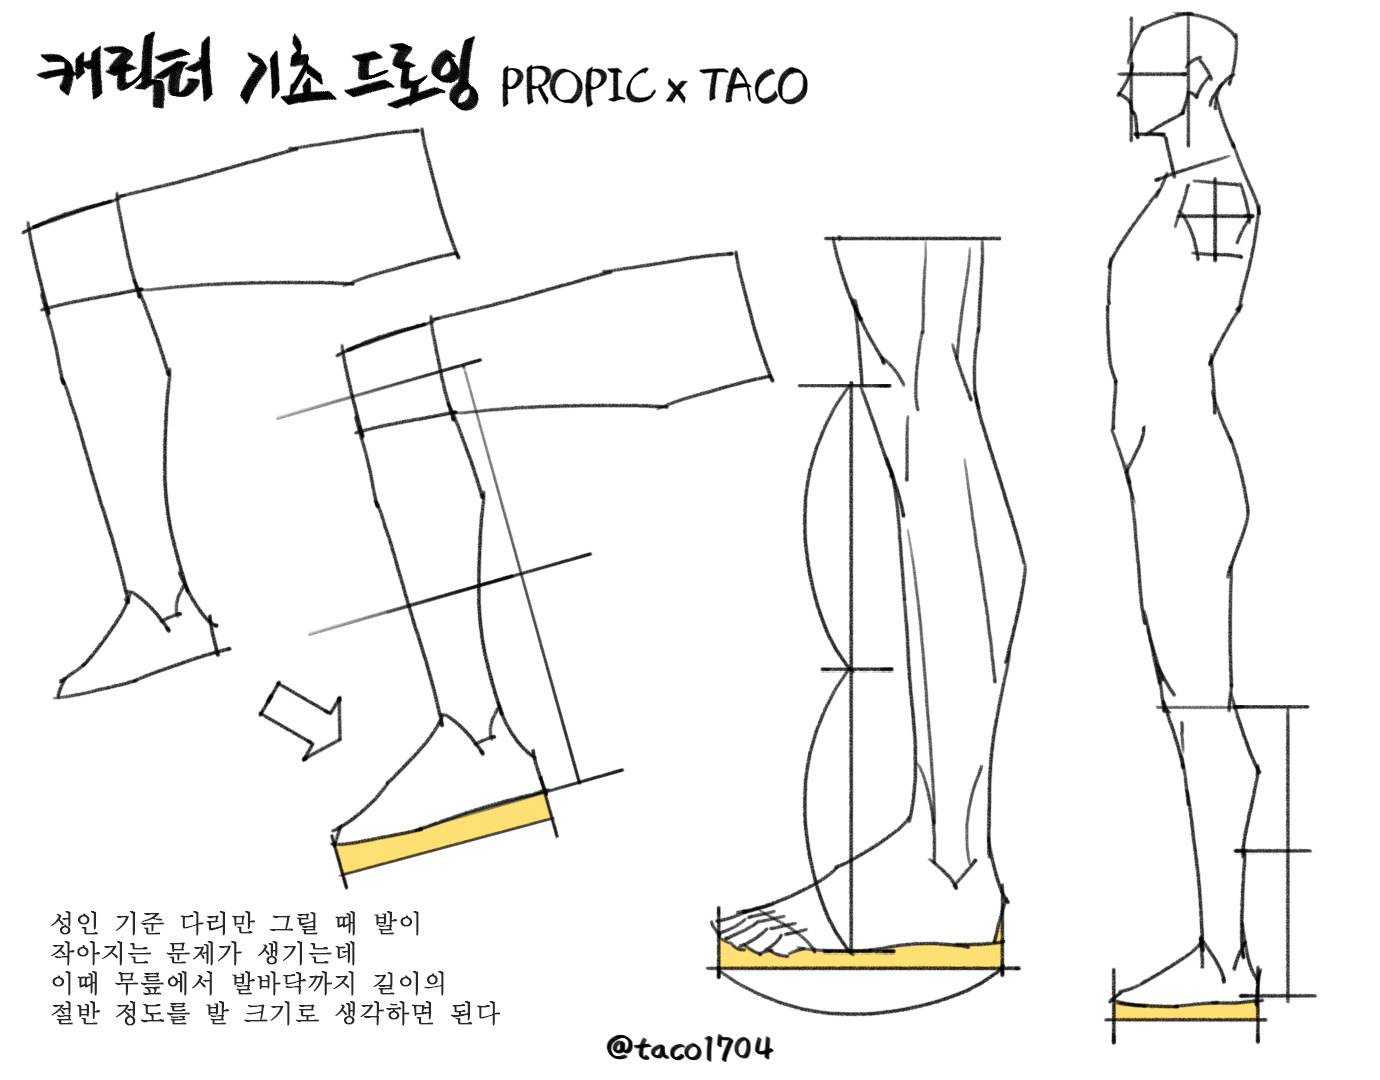 캐릭터 기초 드로잉 PROPIC x TACO
성인 기준 다리만 그릴 때 발이
작아지는 문제가 생기는데
이때 무릎에서 발바닥까지 길이의
절반 정도를 발 크기로 생각하면 된다
@taco1704